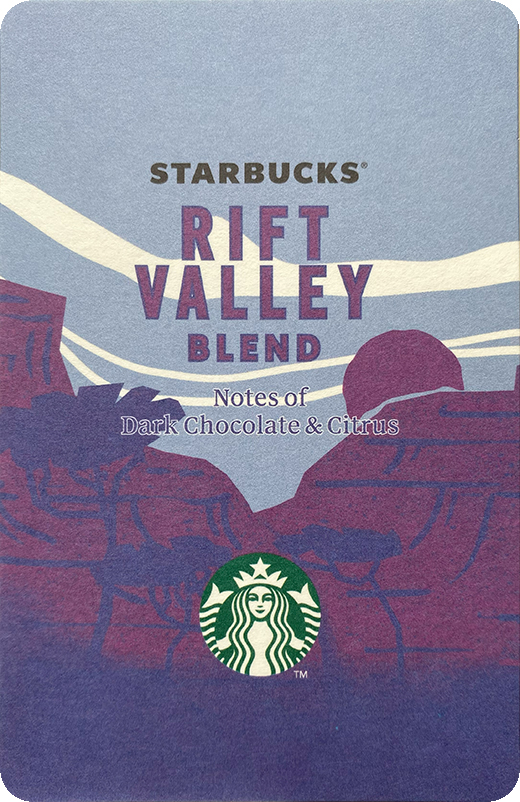 STARBUCKS®
RIFT
VALLEY
BLEND
Notes of
Dark Chocolate & Citrus
TM